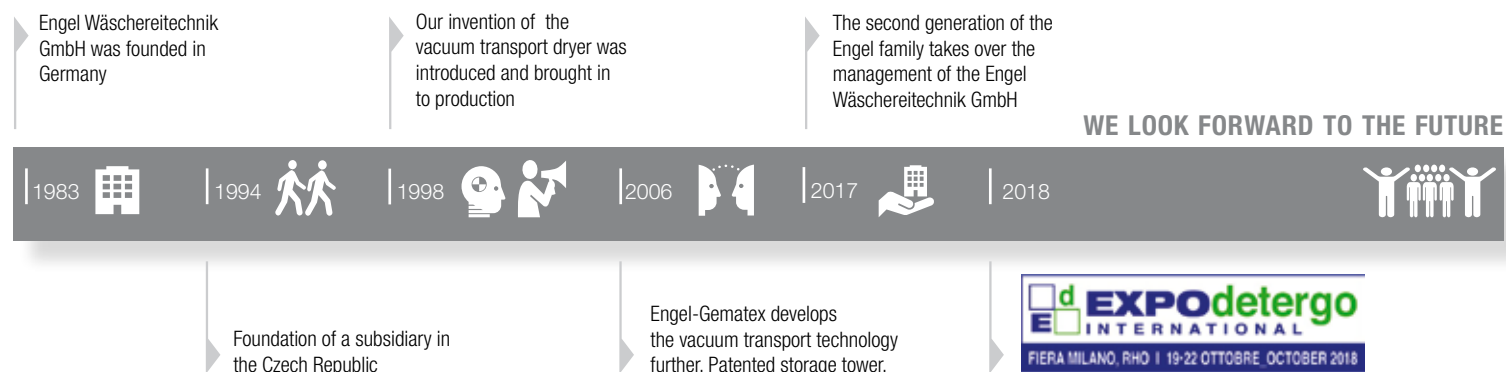 Engel Wäschereitechnik
GmbH was founded in
Germany
Our invention of the
vacuum transport dryer was
introduced and brought in
to production
The second generation of the
Engel family takes over the
management of the Engel
Wäschereitechnik GmbH
WE LOOK FORWARD TO THE FUTURE
1983
1994
1998
2006
2017
2018
Foundation of a subsidiary in
the Czech Republic
Engel-Gematex develops
the vacuum transport technology
further. Patented storage tower.
dE EXPOdetergo
INTERNATIONAL
FIERA MILANO, RHO I 19-22 OTTOBRE_OCTOBER 2018